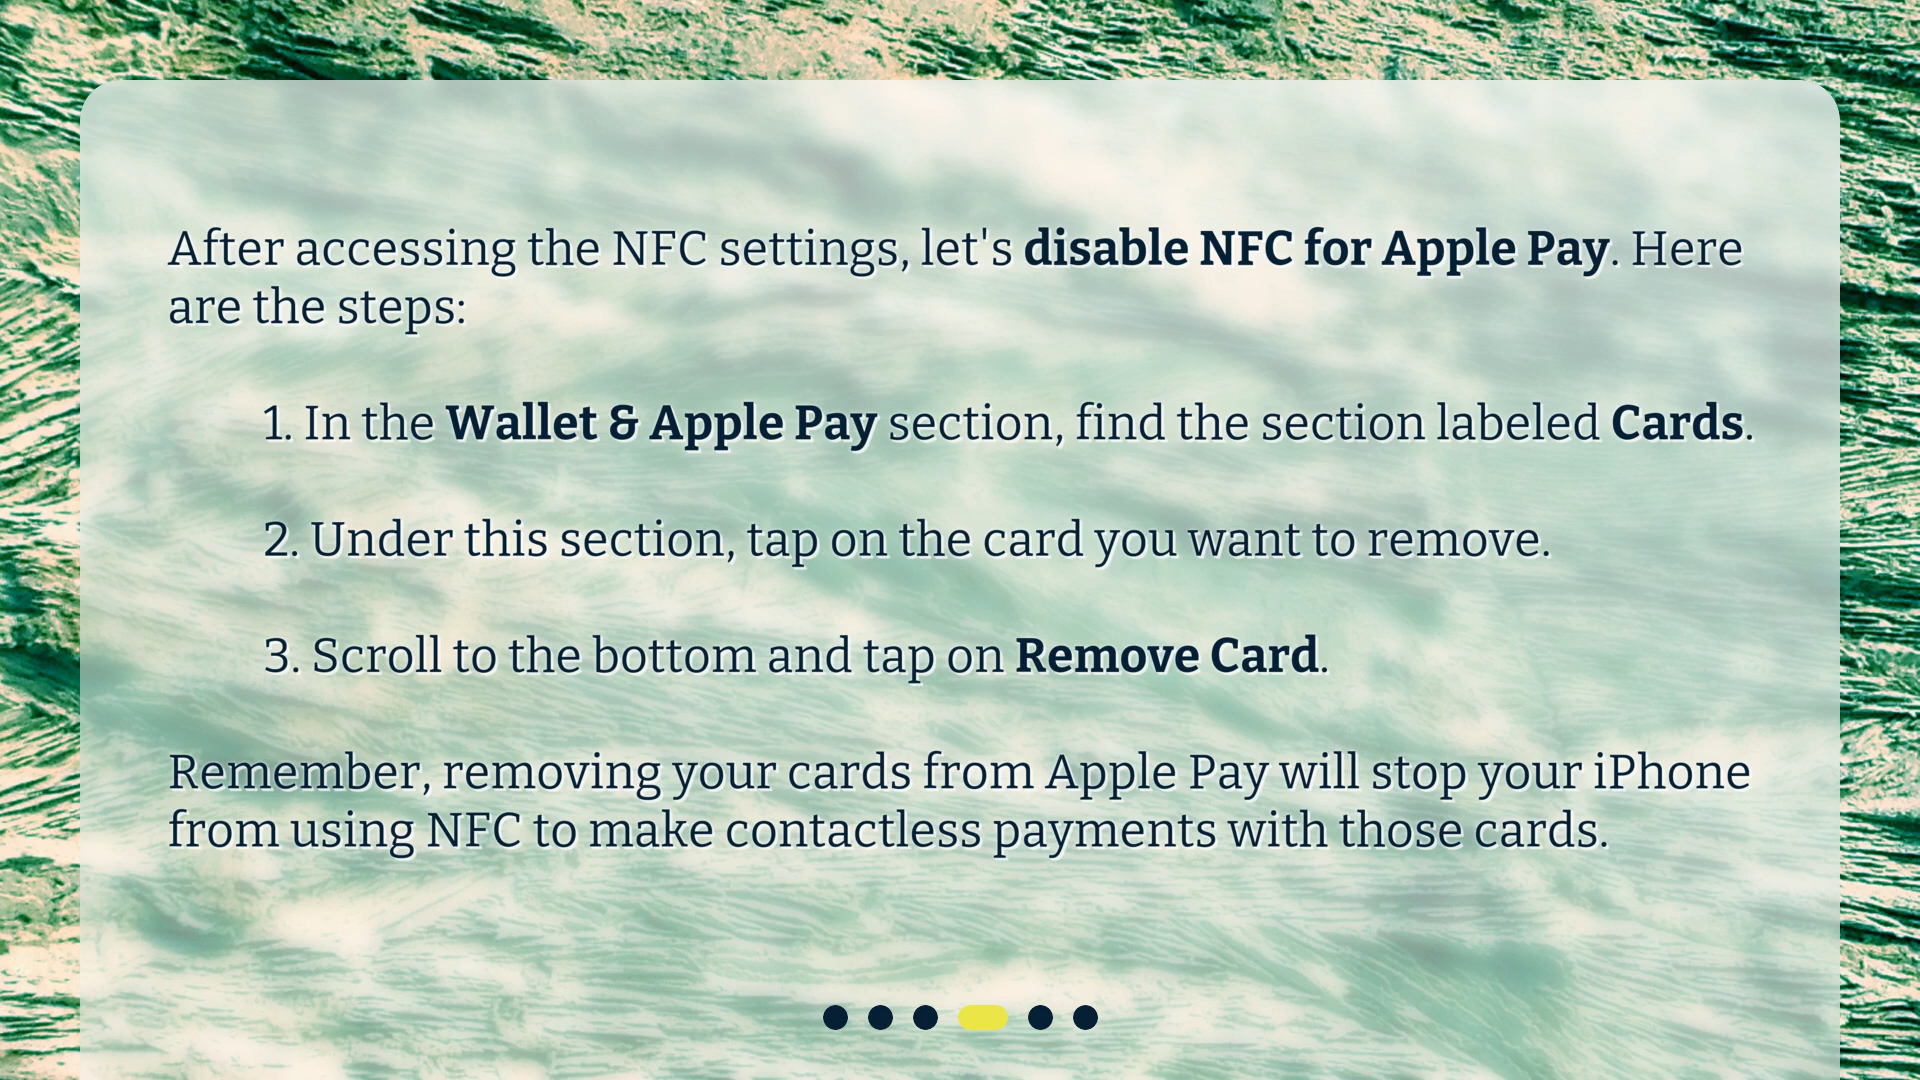 After accessing the NFC settings, let's disable NFC for Apple Pay. Here
are the steps:
1. In the Wallet & Apple Pay section, find the section labeled Cards.
2. Under this section, tap on the card you want to remove.
3. Scroll to the bottom and tap on Remove Card.
Remember, removing your cards from Apple Pay will stop your iPhone
from using NFC to make contactless payments with those cards.